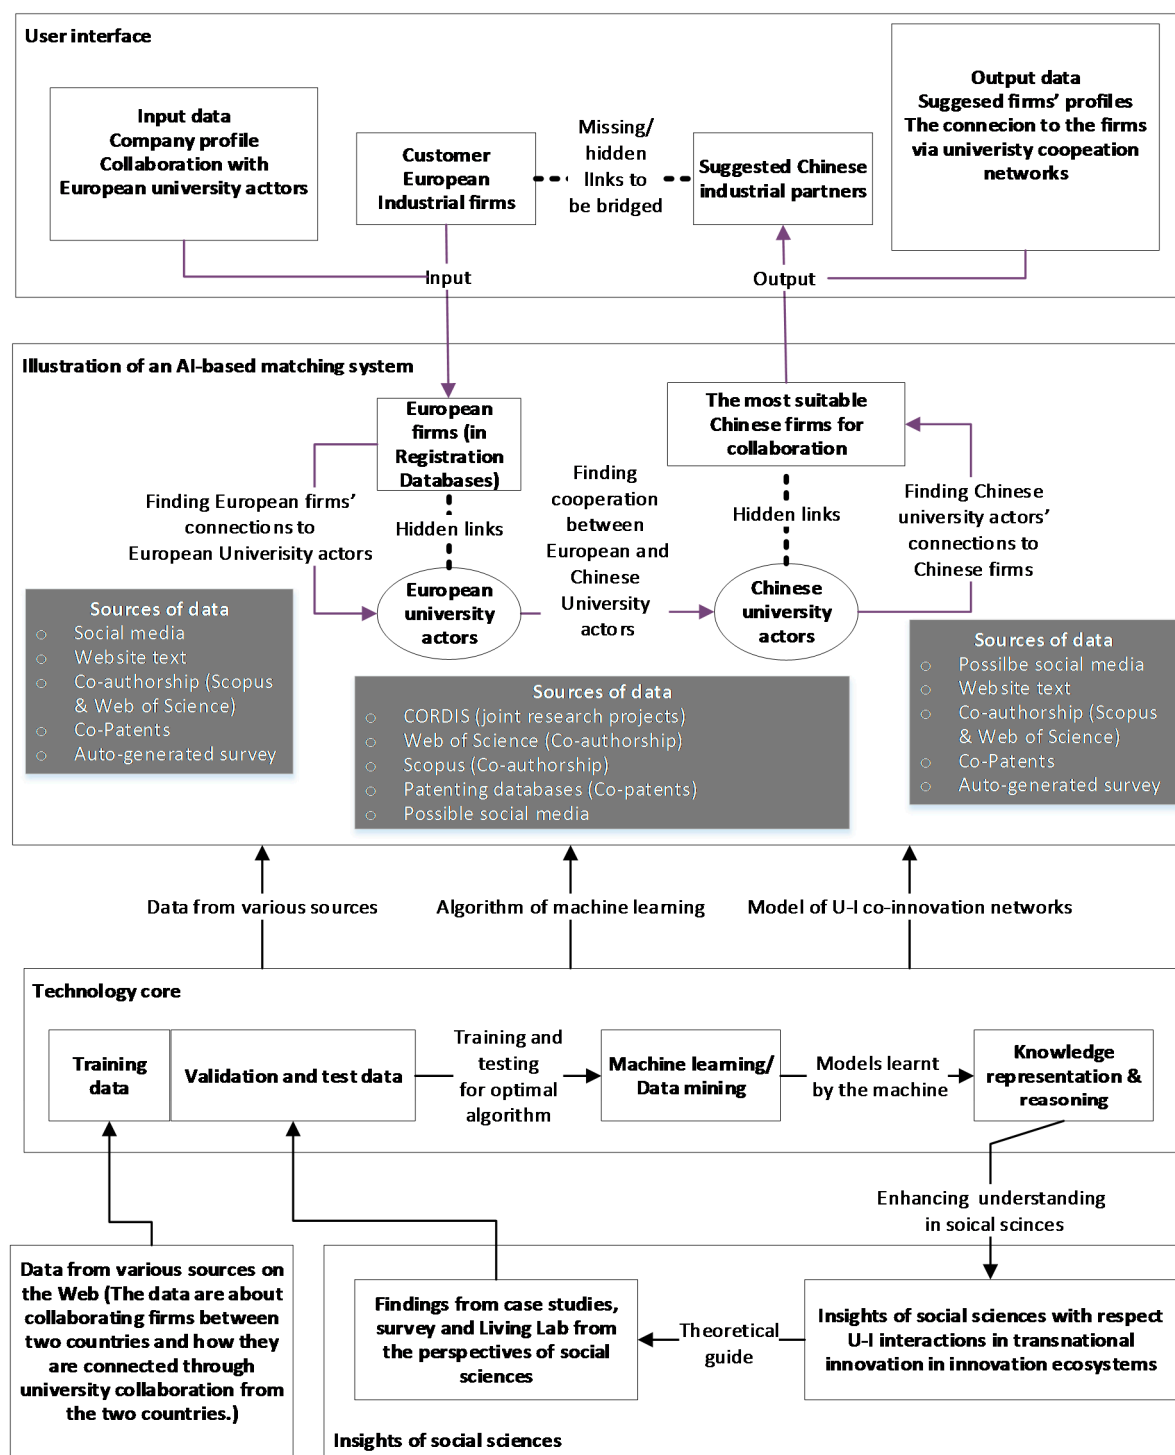 User interface
Input data
Company profile
Collaboration with
European university acttors
Customer
European
Industrial firms
Missing/
hidden
lInks to
be bridged
Suggested Chinese
industrial partners
Output data
Suggesed firms' profiles
The connecion to the firms
via univeristy coopeation
networks
Input
Output
Illustration of an AI-based matching system
European
firms (in
Registration
Databases)
The most suitable
Chinese firms for
collaboration
Finding European firms'
connections to
European Univerisity actors
Hidden links
Finding
cooperation
between
European and
Chinese
University
actors
Hidden links
Finding Chinese
university actors'
connections to
Chinese firms
European
university
actors
Chinese
university
actors
Sources of data
○ Social media
○ Website text
○ Co-authorship (Scopus
& Web of Science)
○ Co-Patents
○ Auto-generated survey
Sources of data
○ CORDIS (joint research projects)
○ Web of Science (Co-authorship)
○ Scopus (Co-authorship)
○ Patenting databases (Co-patents)
○ Possible social media
Sources of data
○ Possilbe social media
○ Website text
○ Co-authorship (Scopus
& Web of Science)
○ Co-Patents
○ Auto-generated survey
Data from various sources
Algorithm of machine learning
Model of U-I co-innovation networks
Technology core
Training
data
Validation and test data
Training and
testing
for optimal
algorithm
Machine learning/
Data mining
Models learnt
by the machine
Knowledge
representation &
reasoning
Enhancing understanding
in soical scinces
Data from various sources on
the Web (The data are about
collaborating firms between
two countries and how they
are connected through
university collaboration from
the two countries.)
Findings from case studies,
survey and Living Lab from
the perspectives of social
sciences
Theoretical
guide
Insights of social sciences with respect
U-I interactions in transnational
innovation in innovation ecosystems
Insights of social sciences